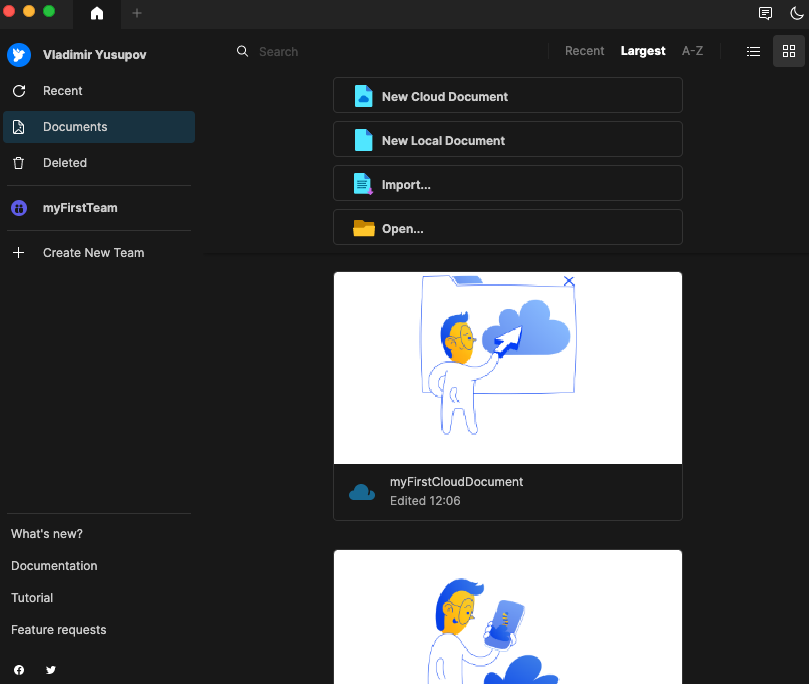 Vladimir Yusupov
Recent
Documents
Deleted
myFirstTeam
Create New Team
What's new?
Documentation
Tutorial
Feature requests
Search
Recent Largest A-Z
New Cloud Document
New Local Document
Import...
Open...
myFirstCloudDocument
Edited 12:06